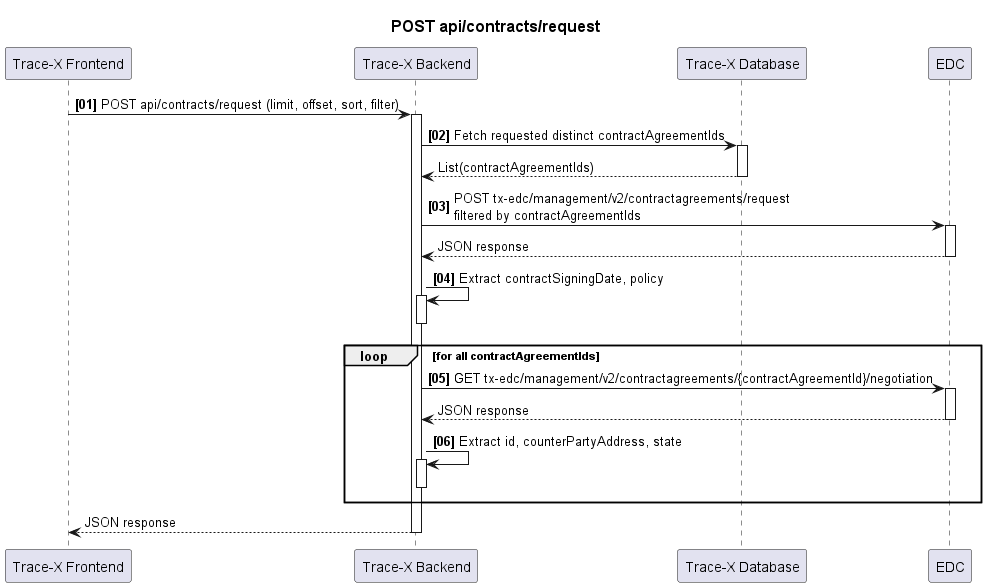 POST api/contracts/request
Trace-X Frontend
Trace-X Backend
Trace-X Database
EDC
[01] POST api/contracts/request (limit, offset, sort, filter)
[02] Fetch requested distinct contractAgreementIds
List(contractAgreementIds)
[03] POST tx-edc/management/v2/contractagreements/request
filtered by contractAgreementIds
JSON response
[04] Extract contractSigningDate, policy
loop
[for all contractAgreementIds]
[05] GET tx-edc/management/v2/contractagreements/{contractAgreementId}/negotiation
JSON response
[06] Extract id, counterPartyAddress, state
JSON response
Trace-X Frontend
Trace-X Backend
Trace-X Database
EDC